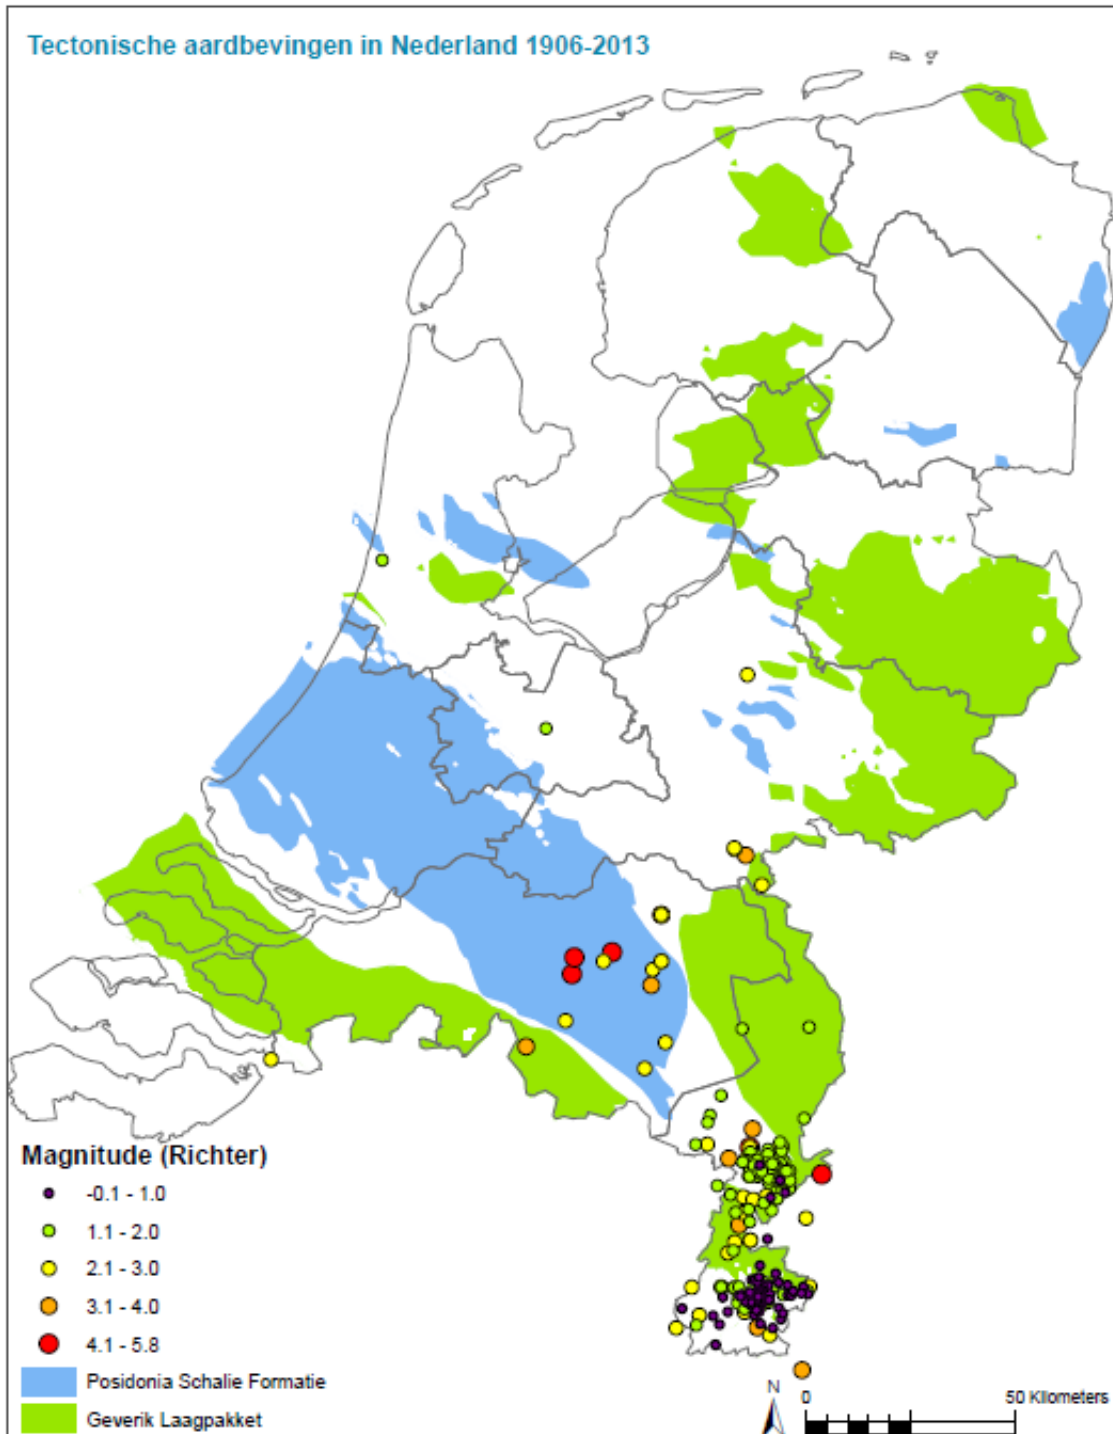 Tectonische aardbevingen in Nederland 1906-2013
Magnitude (Richter)
-0.1 - 1.0
1.1 - 2.0
2.1 - 3.0
3.1 - 4.0
4.1 - 5.8
Posidonia Schalie Formatie
Geverik Laagpakket
N
0 50 Kilometers